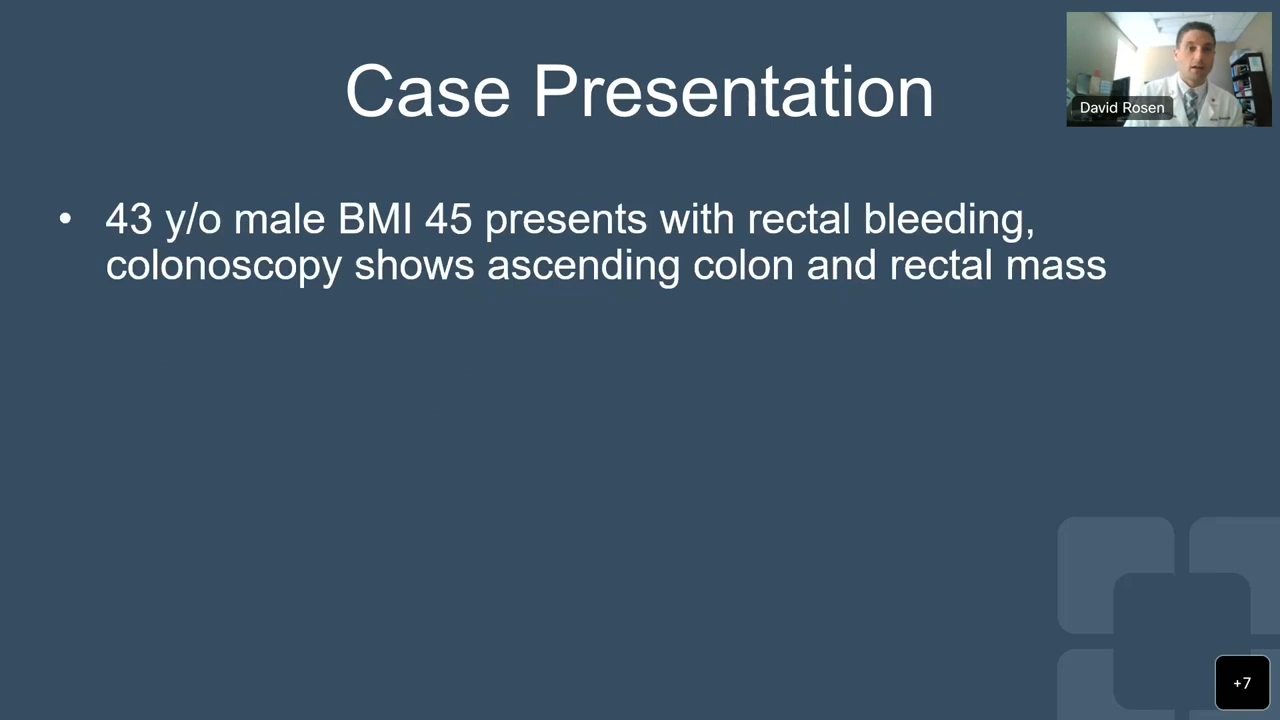 Case Presentation
David Rosen
• 43 y/o male BMI 45 presents with rectal bleeding,
colonoscopy shows ascending colon and rectal mass
+7